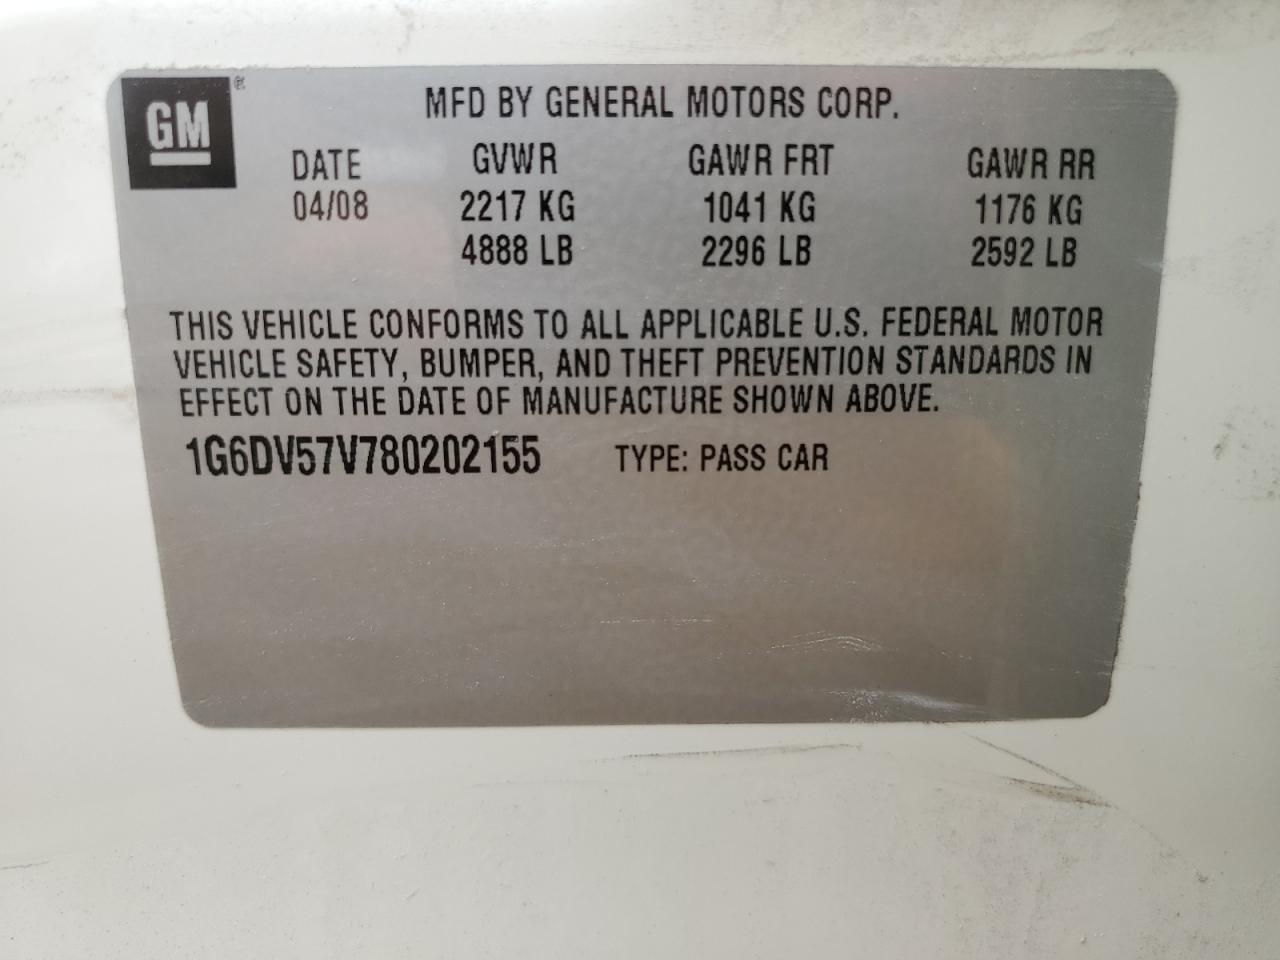 GM®
MFD BY GENERAL MOTORS CORP.
DATE GVWR GAWR FRT GAWR RR
04/08 2217 KG 1041 KG 1176 KG
4888 LB 2296 LB 2592 LB
THIS VEHICLE CONFORMS TO ALL APPLICABLE U.S. FEDERAL MOTOR
VEHICLE SAFETY, BUMPER, AND THEFT PREVENTION STANDARDS IN
EFFECT ON THE DATE OF MANUFACTURE SHOWN ABOVE.
1G6DV57V780202155 TYPE: PASS CAR